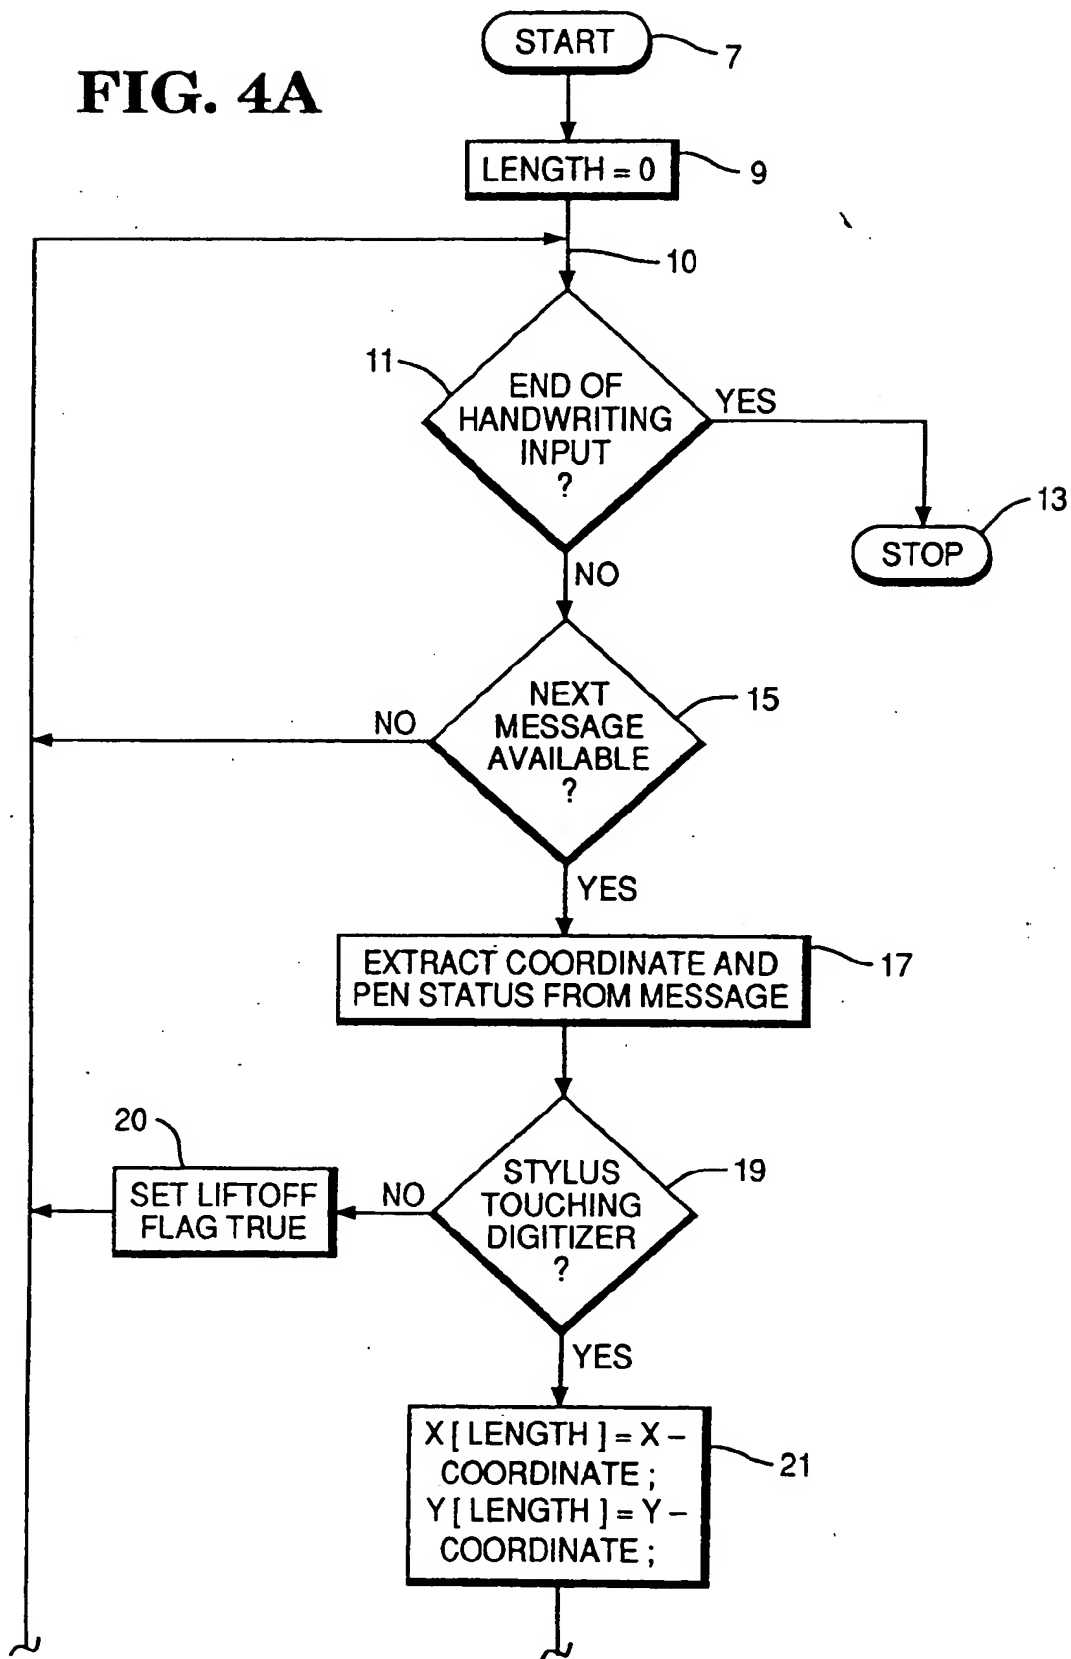 START
7
FIG. 4A
LENGTH = 0
9
10
11
END OF
HANDWRITING
INPUT
?
YES
13
STOP
NO
NEXT
MESSAGE
AVAILABLE
?
15
NO
YES
EXTRACT COORDINATE AND
PEN STATUS FROM MESSAGE
17
20
SET LIFTOFF
FLAG TRUE
NO
STYLUS
TOUCHING
DIGITIZER
?
19
YES
X [ LENGTH ] = X –
COORDINATE ;
Y [ LENGTH ] = Y –
COORDINATE ;
21